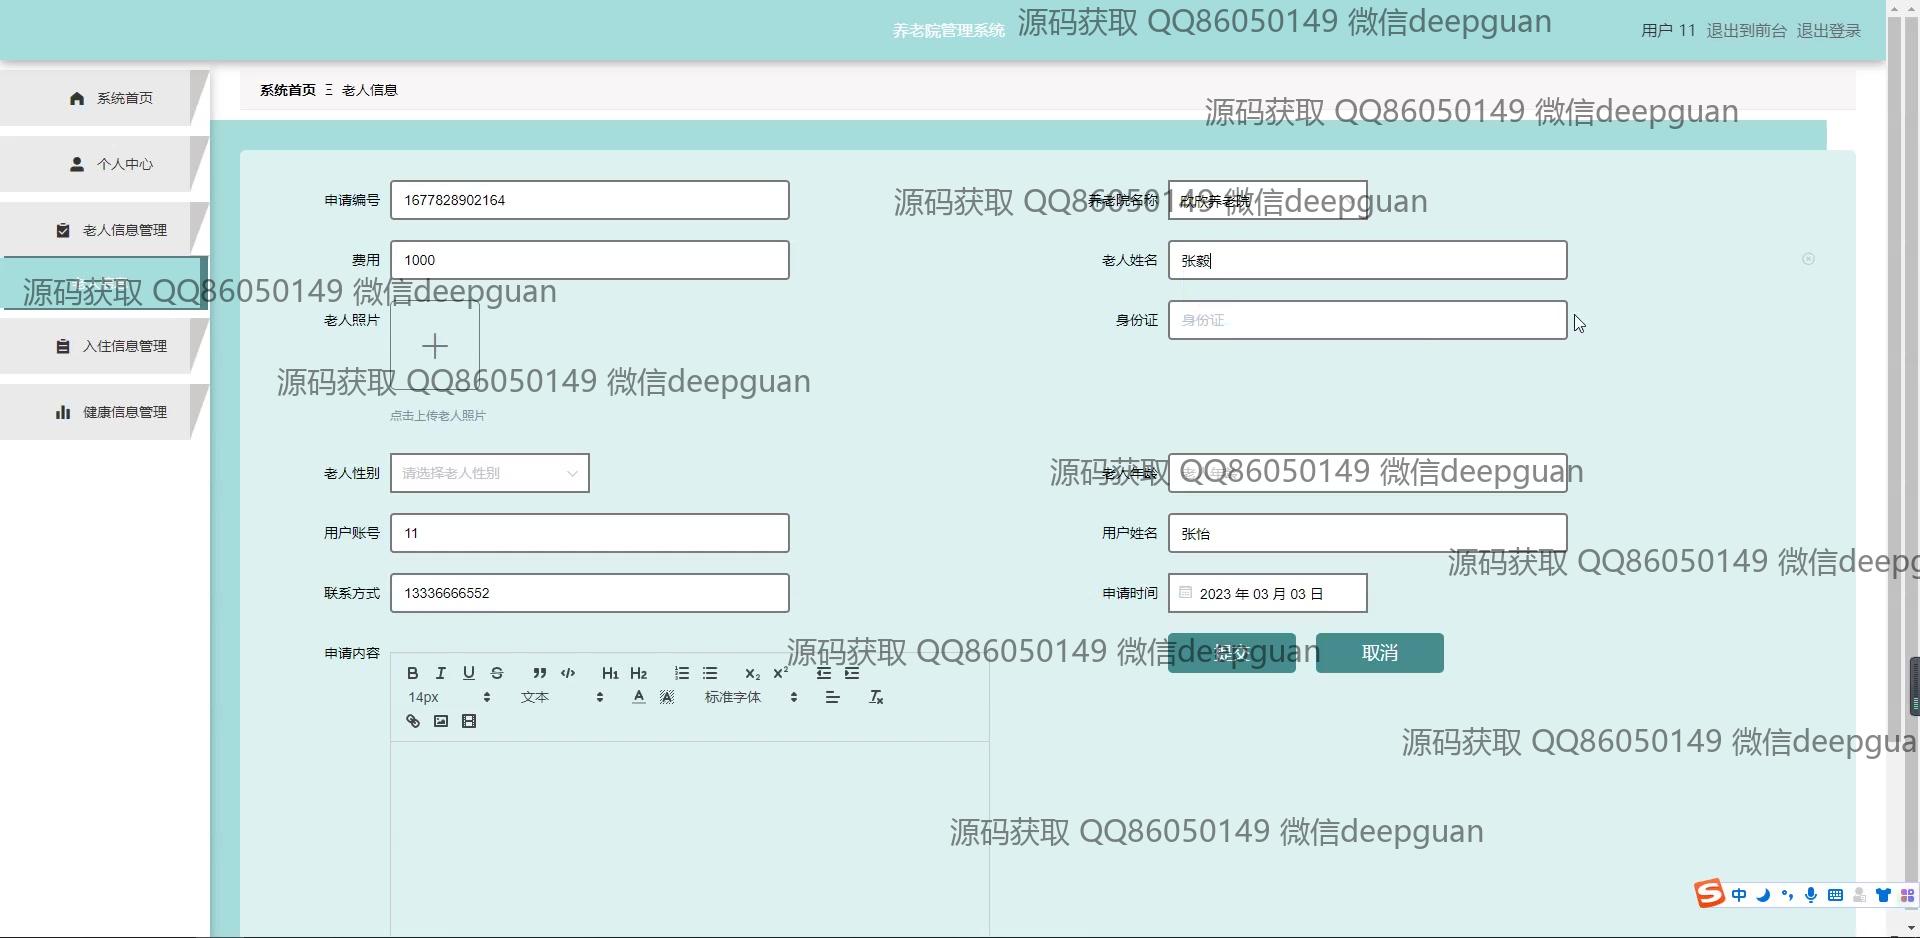 养老院管理系统
源码获取 QQ86050149 微信deepguan
用户 11 退出到前台 退出登录
系统首页
系统首页 Ξ 老人信息
源码获取 QQ86050149 微信deepguan
个人中心
申请编号 1677828902164
养老院名称 欣欣养老院
源码获取 QQ86050149 微信deepguan
老人信息管理
费用 1000
老人姓名 张毅
源码获取 QQ86050149 微信deepguan
老人照片
身份证 身份证
入住信息管理
源码获取 QQ86050149 微信deepguan
健康信息管理
点击上传老人照片
老人性别 请选择老人性别
老人年龄 老人年龄
源码获取 QQ86050149 微信deepguan
用户账号 11
用户姓名 张怡
源码获取 QQ86050149 微信deepg
联系方式 13336666552
申请时间 2023 年 03 月 03 日
申请内容
提交 取消
源码获取 QQ86050149 微信deepguan
B I U S H1 H2 x2 x2
14px 文本 A A 标准字体 Tx
源码获取 QQ86050149 微信deepgua
源码获取 QQ86050149 微信deepguan
S 中